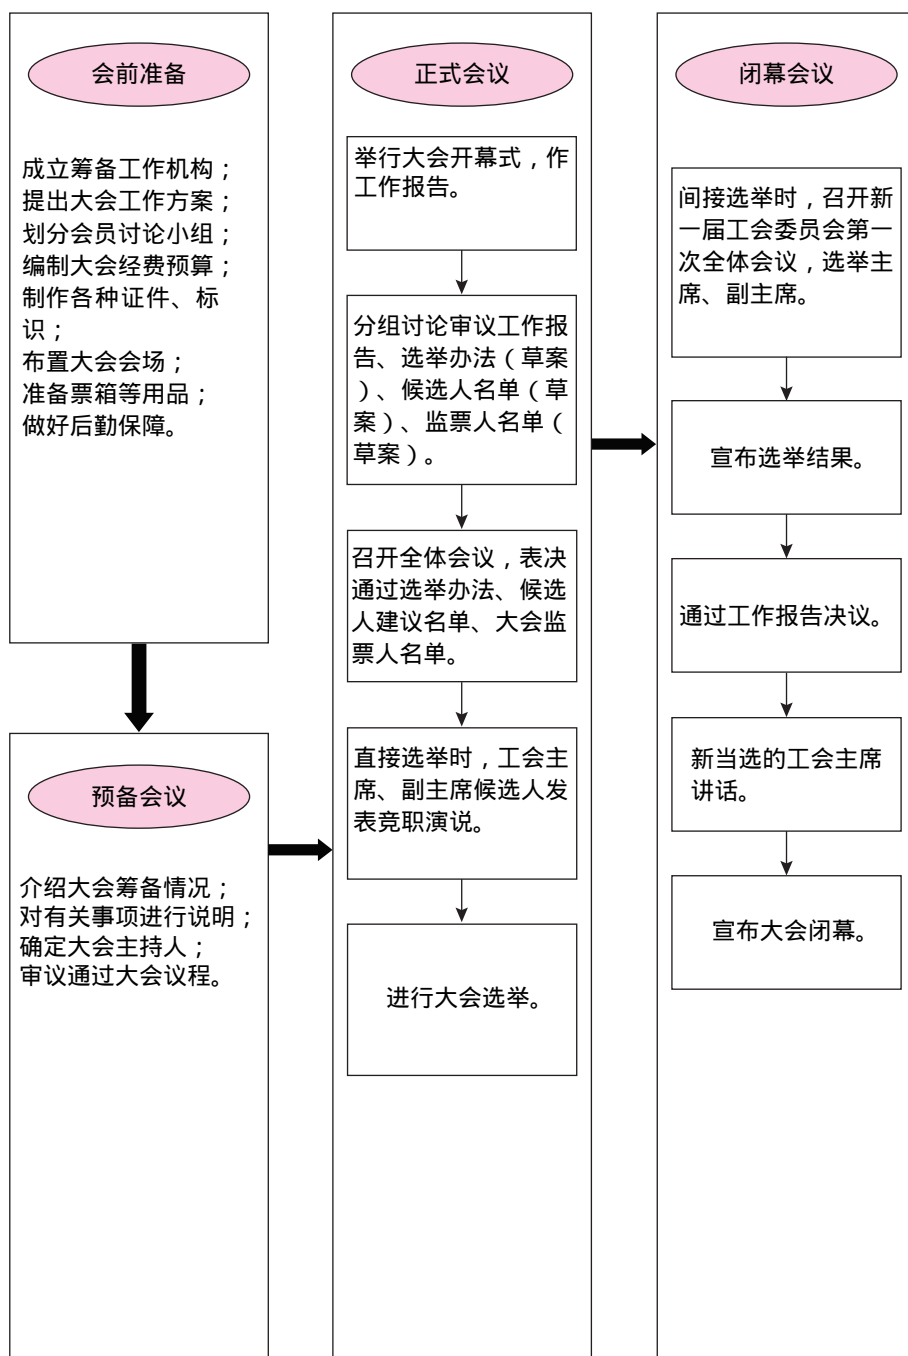 会前准备
成立筹备工作机构；
提出大会工作方案；
划分会员讨论小组；
编制大会经费预算；
制作各种证件、标
识；
布置大会会场；
准备票箱等用品；
做好后勤保障。
预备会议
介绍大会筹备情况；
对有关事项进行说明；
确定大会主持人；
审议通过大会议程。
正式会议
举行大会开幕式，作
工作报告。
分组讨论审议工作报
告、选举办法（草案
）、候选人名单（草
案）、监票人名单（
草案）。
召开全体会议，表决
通过选举办法、候选
人建议名单、大会监
票人名单。
直接选举时，工会主
席、副主席候选人发
表竞职演说。
进行大会选举。
闭幕会议
间接选举时，召开新
一届工会委员会第一
次全体会议，选举主
席、副主席。
宣布选举结果。
通过工作报告决议。
新当选的工会主席
讲话。
宣布大会闭幕。